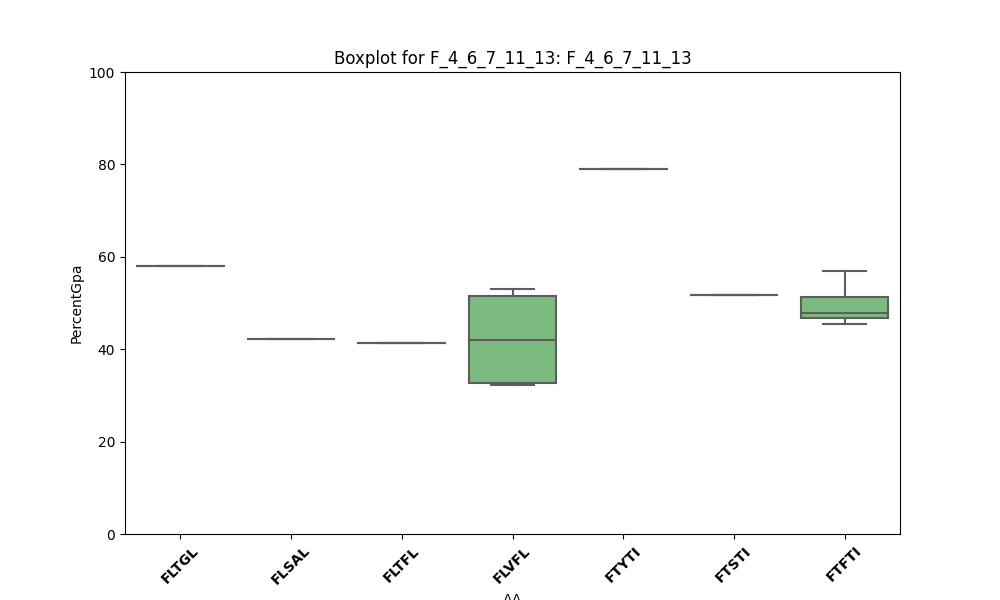 Boxplot for F_4_6_7_11_13: F_4_6_7_11_13
PercentGpa
100
80
60
40
20
0
FLTGL
FLSAL
FLTFL
FLVFL
FTYTI
FTSTI
FTFTI